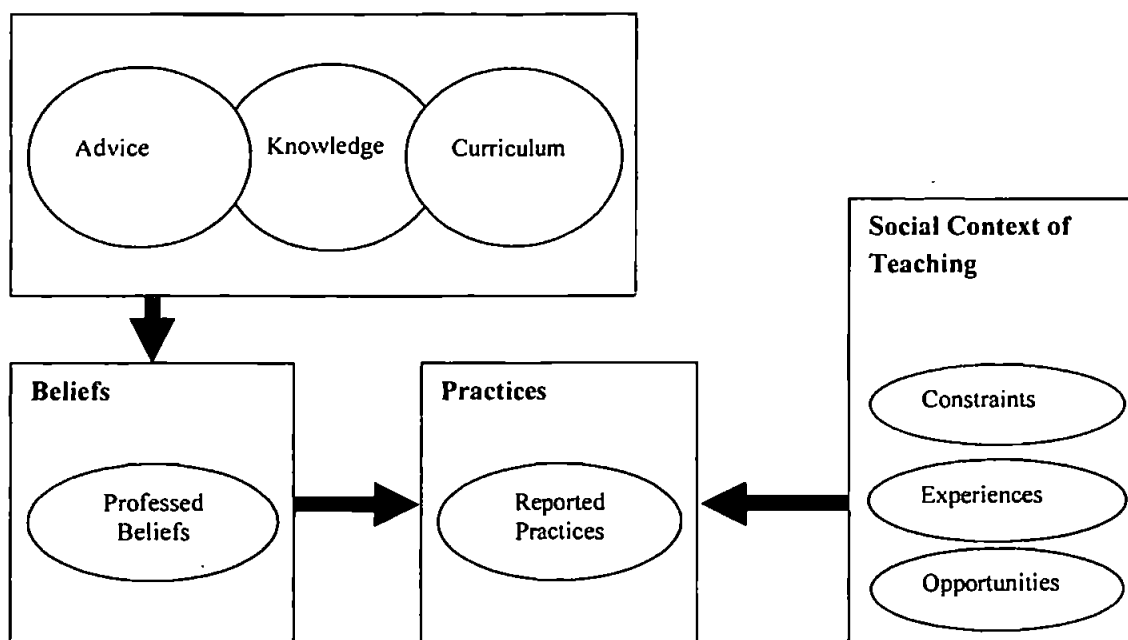 Advice
Knowledge
Curriculum
Social Context of
Teaching
Beliefs
Practices
Constraints
Professed
Beliefs
Reported
Practices
Experiences
Opportunities